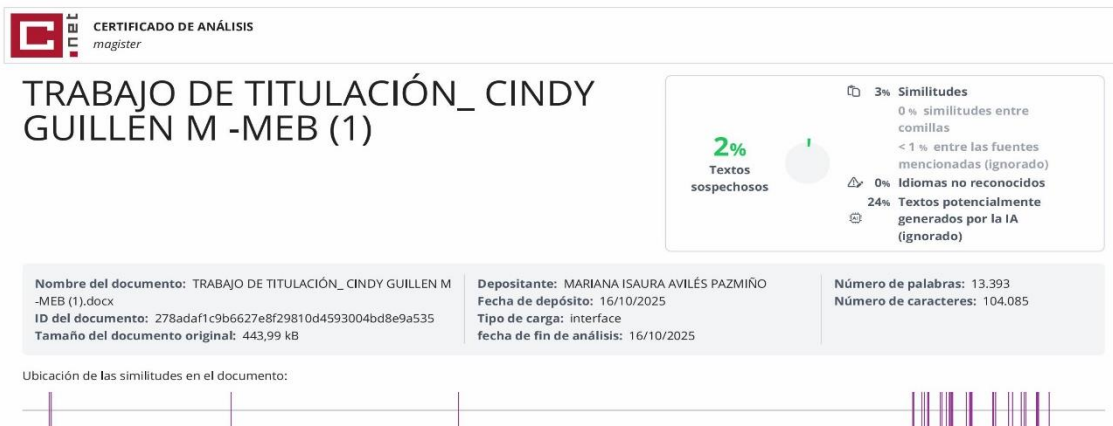 C
.net
CERTIFICADO DE ANÁLISIS
magister
TRABAJO DE TITULACIÓN_ CINDY
GUILLEN M -MEB (1)
2%
Textos
sospechosos
3% Similitudes
0 % similitudes entre
comillas
< 1 % entre las fuentes
mencionadas (ignorado)
0% Idiomas no reconocidos
24% Textos potencialmente
generados por la IA
(ignorado)
Nombre del documento: TRABAJO DE TITULACIÓN_ CINDY GUILLEN M
-MEB (1).docx
ID del documento: 278adaf1c9b6627e8f29810d4593004bd8e9a535
Tamaño del documento original: 443,99 kB
Depositante: MARIANA ISAURA AVILÉS PAZMIÑO
Fecha de depósito: 16/10/2025
Tipo de carga: interface
fecha de fin de análisis: 16/10/2025
Número de palabras: 13.393
Número de caracteres: 104.085
Ubicación de las similitudes en el documento: